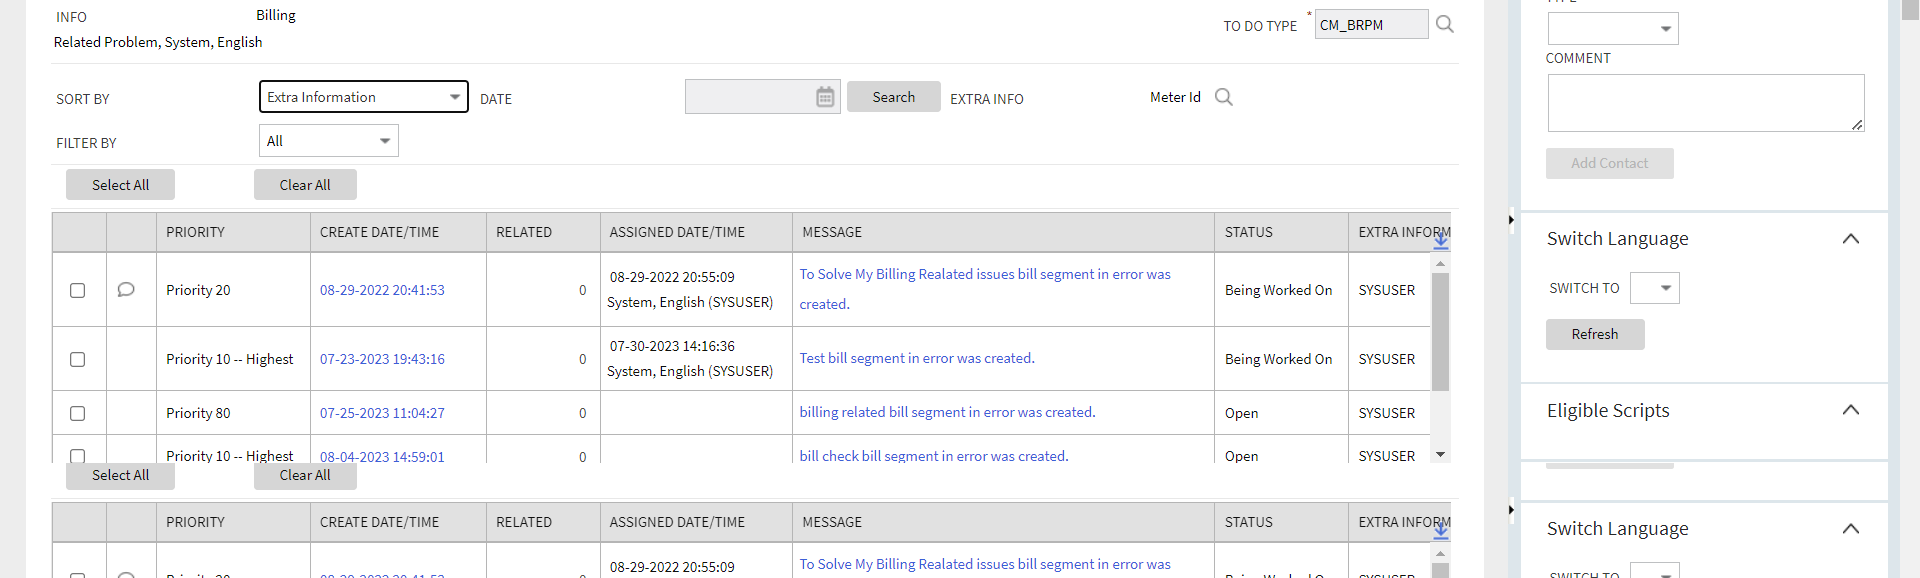 INFO Billing
Related Problem, System, English
TO DO TYPE * CM_BRPM
SORT BY Extra Information DATE Search EXTRA INFO Meter Id
FILTER BY All
Select All Clear All
PRIORITY CREATE DATE/TIME RELATED ASSIGNED DATE/TIME MESSAGE STATUS EXTRA INFORM
Priority 20 08-29-2022 20:41:53 0 08-29-2022 20:55:09 System, English (SYSUSER) To Solve My Billing Realated issues bill segment in error was created. Being Worked On SYSUSER
Priority 10 -- Highest 07-23-2023 19:43:16 0 07-30-2023 14:16:36 System, English (SYSUSER) Test bill segment in error was created. Being Worked On SYSUSER
Priority 80 07-25-2023 11:04:27 0 billing related bill segment in error was created. Open SYSUSER
Priority 10 -- Highest 08-04-2023 14:59:01 0 bill check bill segment in error was created. Open SYSUSER
Select All Clear All
PRIORITY CREATE DATE/TIME RELATED ASSIGNED DATE/TIME MESSAGE STATUS EXTRA INFORM
08-29-2022 20:55:09 To Solve My Billing Realated issues bill segment in error was
COMMENT
Add Contact
Switch Language
SWITCH TO
Refresh
Eligible Scripts
Switch Language
SWITCH TO